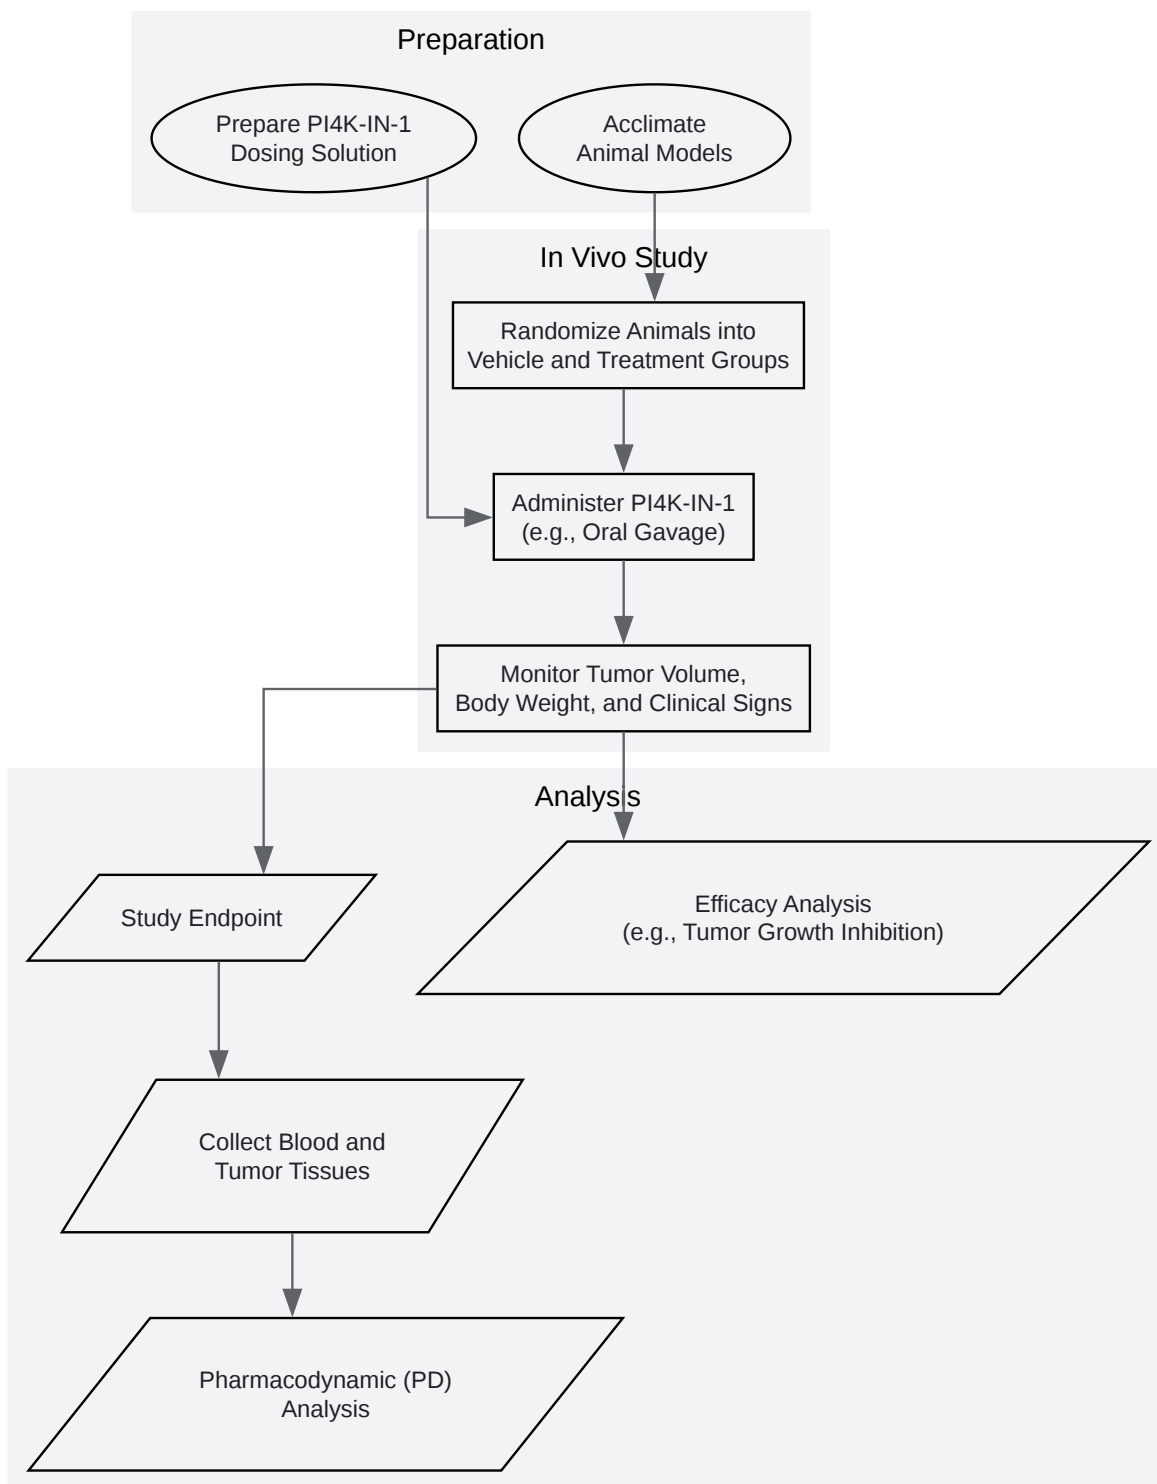 Preparation
Prepare PI4K-IN-1
Dosing Solution
Acclimate
Animal Models
In Vivo Study
Randomize Animals into
Vehicle and Treatment Groups
Administer PI4K-IN-1
(e.g., Oral Gavage)
Monitor Tumor Volume,
Body Weight, and Clinical Signs
Analysis
Efficacy Analysis
(e.g., Tumor Growth Inhibition)
Study Endpoint
Collect Blood and
Tumor Tissues
Pharmacodynamic (PD)
Analysis